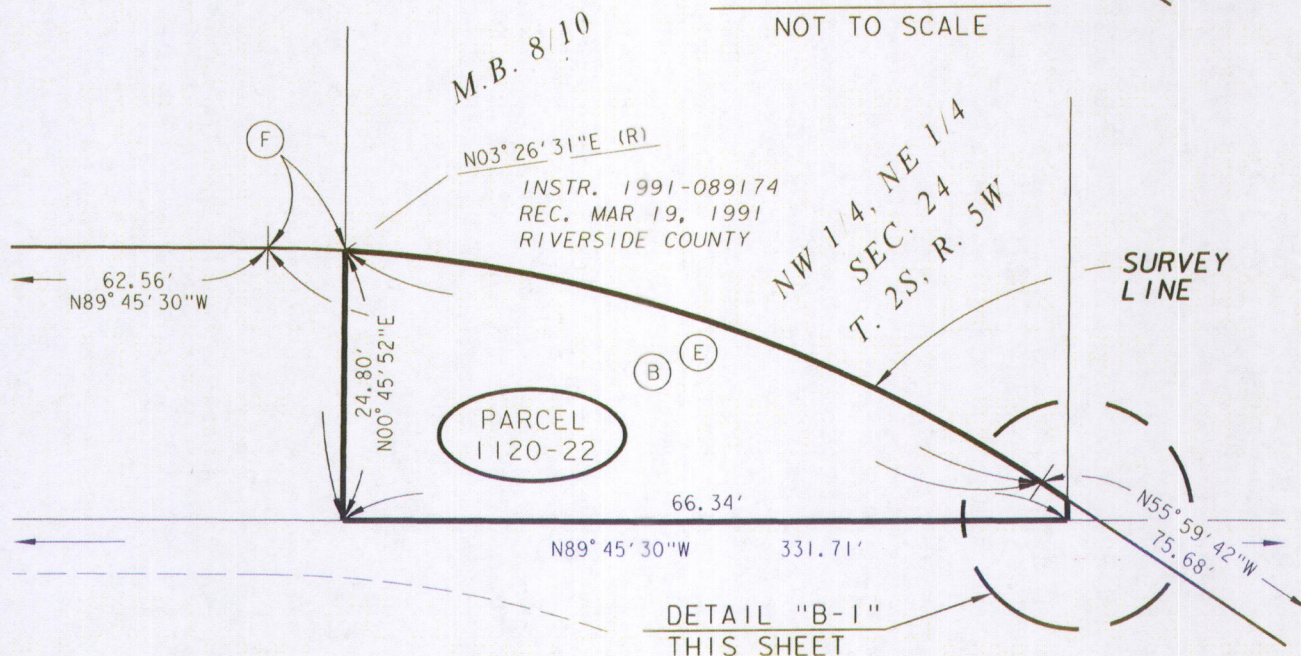 NOT TO SCALE
M.B. 8/10
F
N03°26'31"E (R)
INSTR. 1991-089174
REC. MAR 19, 1991
RIVERSIDE COUNTY
NW 1/4, NE 1/4
SEC. 24
T. 2S, R. 5W
SURVEY
LINE
62.56'
N89°45'30"W
24.80'
N00°45'52"E
B
E
PARCEL
1120-22
66.34'
N89°45'30"W 331.71'
N55°59'42"W
75.68'
DETAIL "B-1"
THIS SHEET